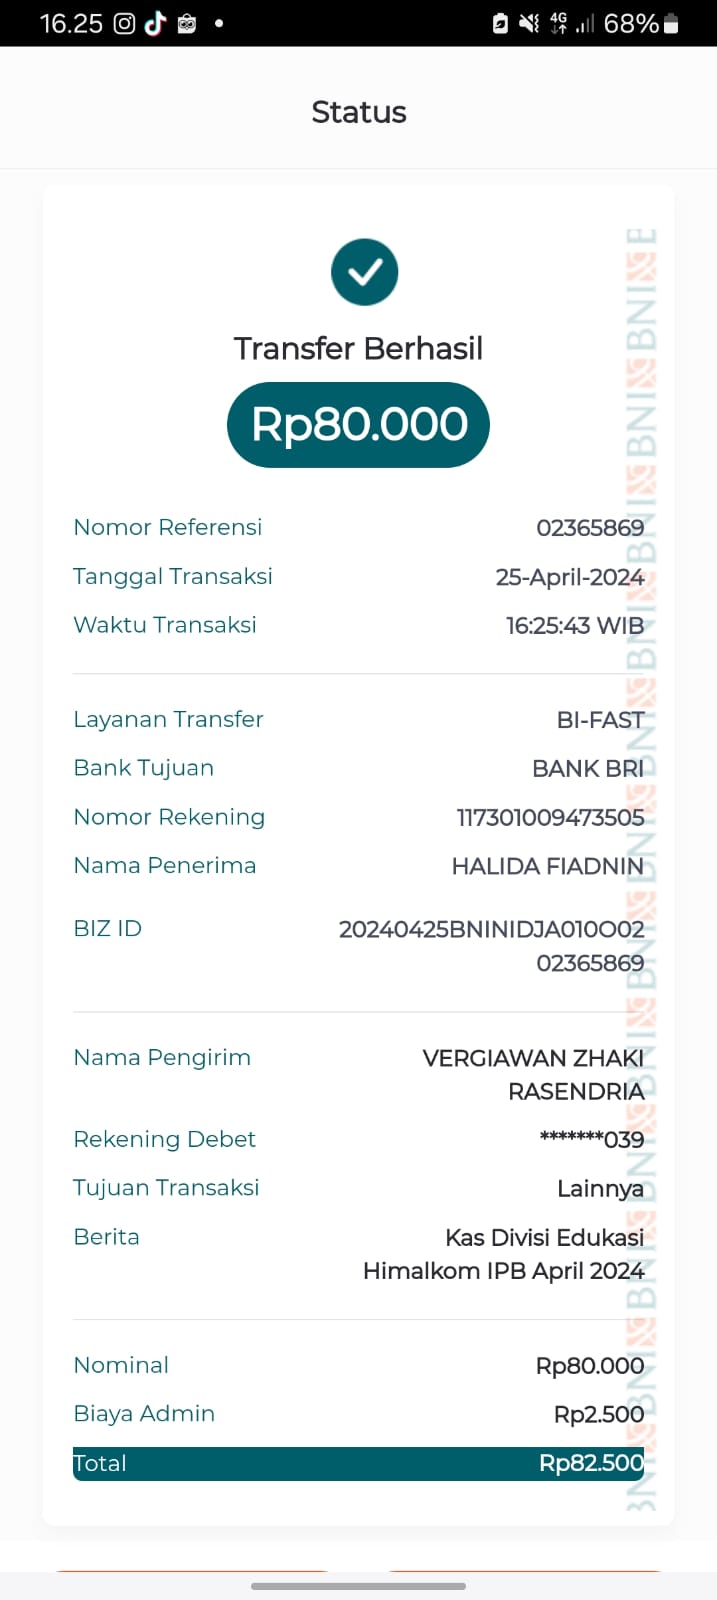 16.25
4G
68%
Status
Transfer Berhasil
Rp80.000
Nomor Referensi 02365869
Tanggal Transaksi 25-April-2024
Waktu Transaksi 16:25:43 WIB
Layanan Transfer BI-FAST
Bank Tujuan BANK BRI
Nomor Rekening 117301009473505
Nama Penerima HALIDA FIADNIN
BIZ ID 20240425BNINIDJA010O02
02365869
Nama Pengirim VERGIAWAN ZHAKI
RASENDRIA
Rekening Debet *******039
Tujuan Transaksi Lainnya
Berita Kas Divisi Edukasi
Himalkom IPB April 2024
Nominal Rp80.000
Biaya Admin Rp2.500
Total Rp82.500
BNI BNI BNI BNI BNI BNI BNI BNI BNI BNI BNI